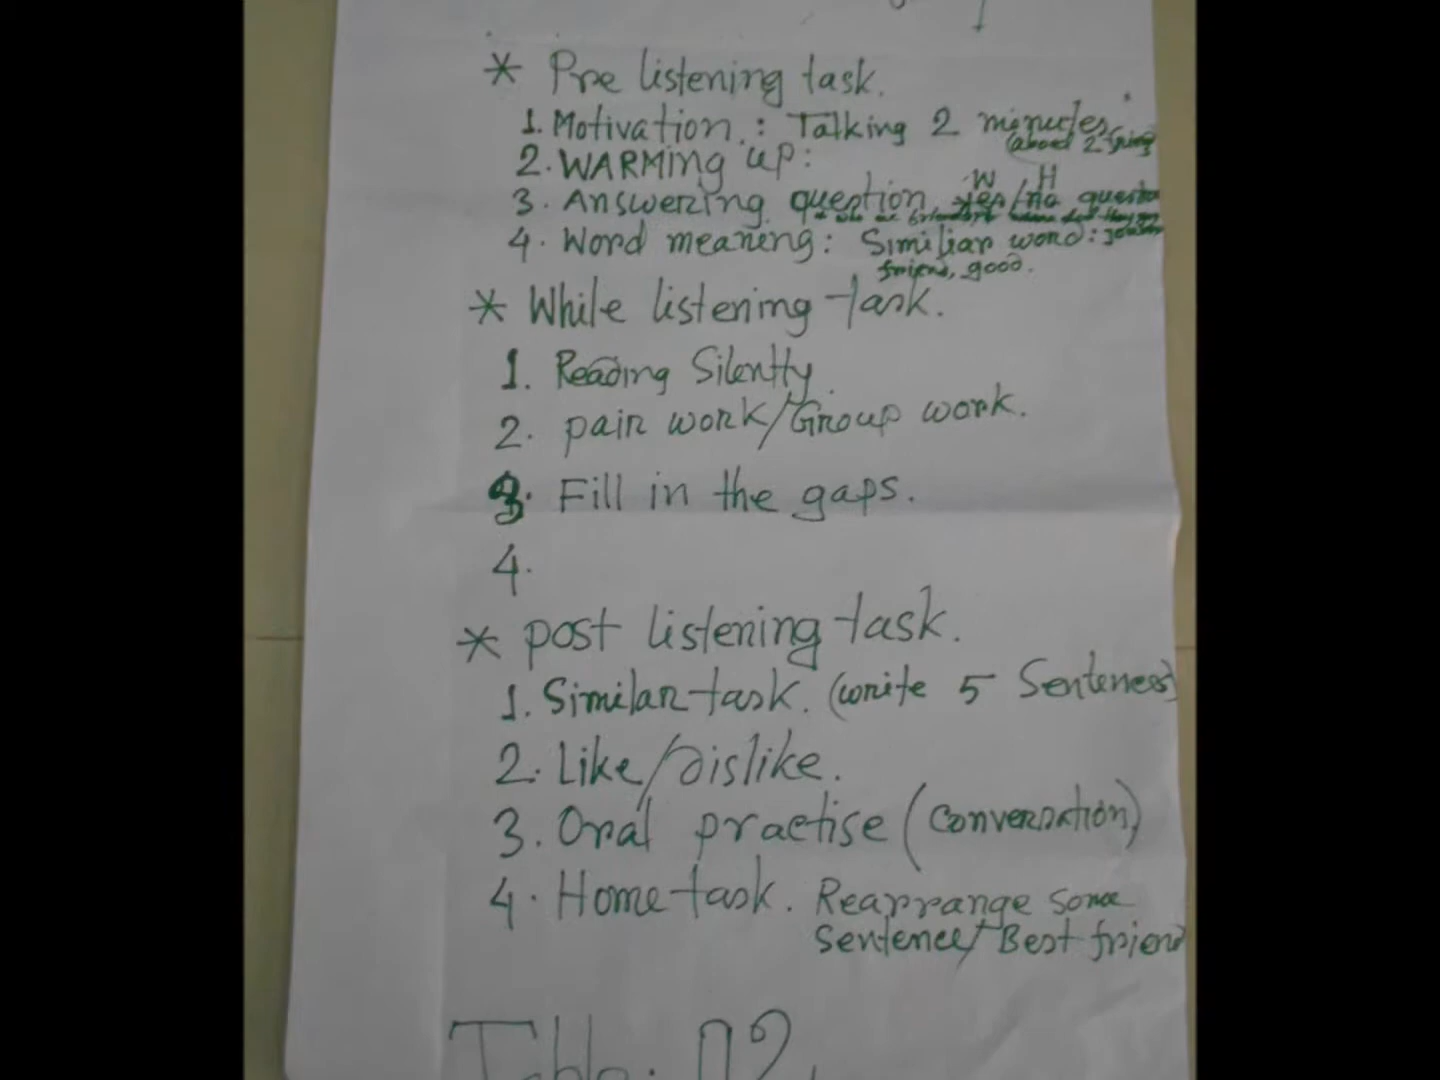 * Pre listening task.
1. Motivation : Talking 2 minutes.
(about 2
2. WARMING up:
W H
3. Answering question, yes/no question
4. Word meaning: Similiar word:
friend, good.
* While listening task.
1. Reading Silently.
2. pair work/Group work.
3. Fill in the gaps.
4.
* post listening task.
1. Similar task. (write 5 Sentences)
2. Like/Dislike.
3. Oral practise (Conversation)
4. Home task. Rearrange some
sentence/Best friend
Table: 02